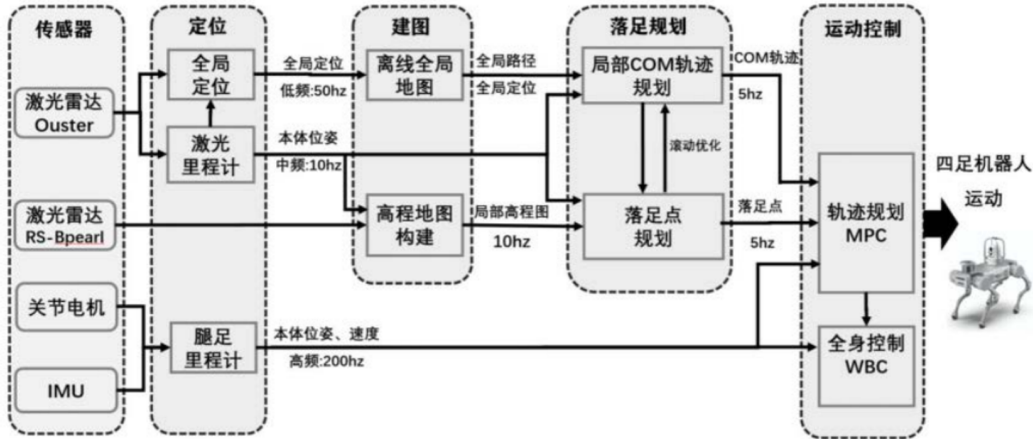 传感器
激光雷达
Ouster
激光雷达
RS-Bpearl
关节电机
IMU
定位
全局
定位
激光
里程计
腿足
里程计
全局定位
低频:50hz
本体位姿
中频:10hz
本体位姿、速度
高频:200hz
建图
离线全局
地图
高程地图
构建
全局路径
全局定位
局部高程图
10hz
落足规划
局部COM轨迹
规划
滚动优化
落足点
规划
COM轨迹
5hz
落足点
5hz
运动控制
轨迹规划
MPC
全身控制
WBC
四足机器人
运动